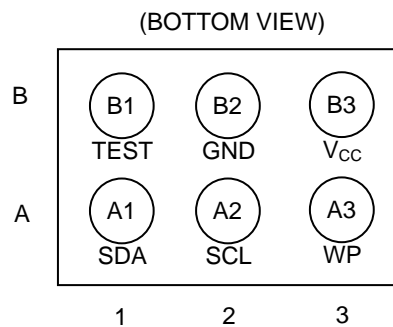 (BOTTOM VIEW)
B
B1 B2 B3
TEST GND VCC
A
A1 A2 A3
SDA SCL WP
1 2 3